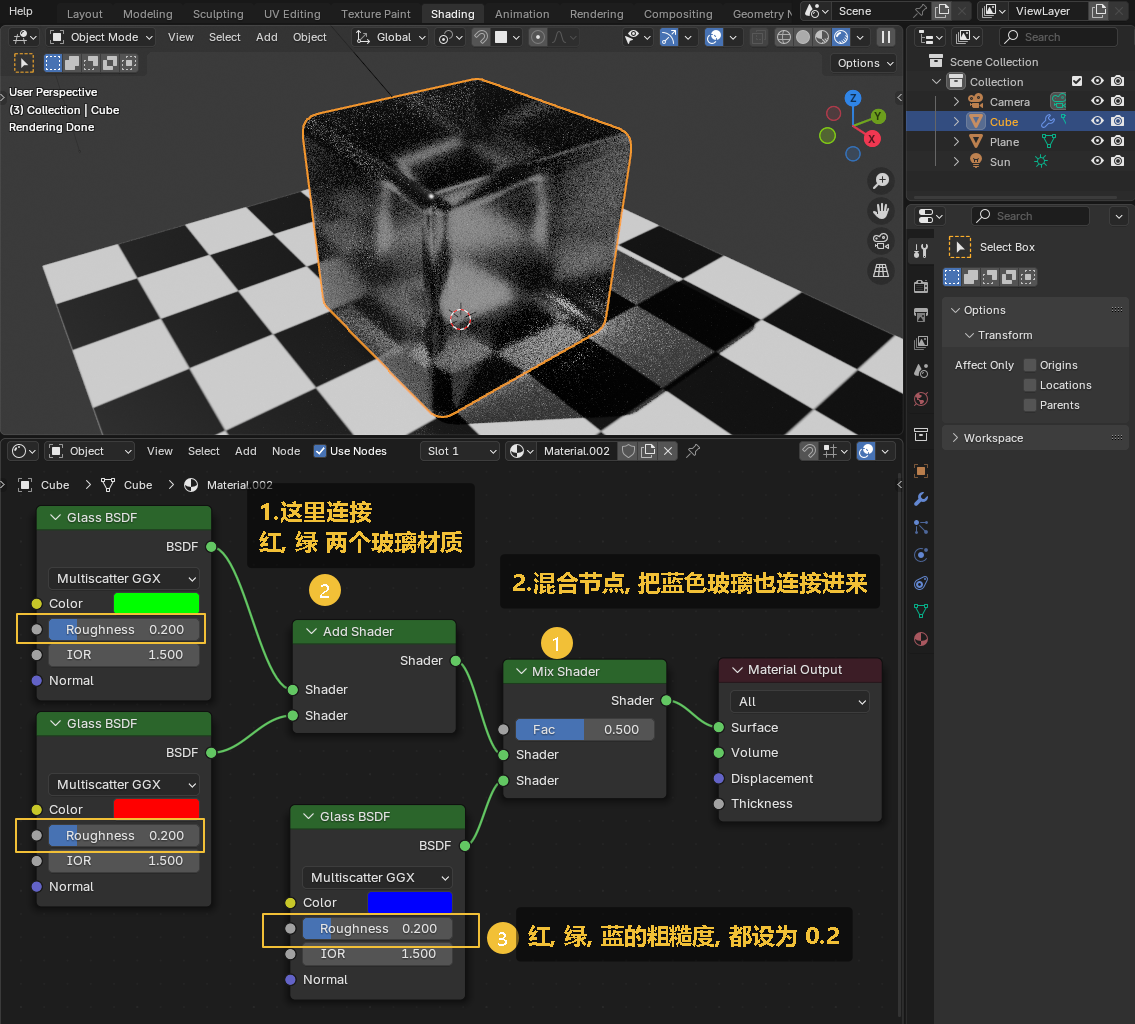 Help
Layout
Modeling
Sculpting
UV Editing
Texture Paint
Shading
Animation
Rendering
Compositing
Geometry N
Scene
ViewLayer
Object Mode
View
Select
Add
Object
Global
Options
User Perspective
(3) Collection | Cube
Rendering Done
Z
Y
X
Search
Scene Collection
Collection
Camera
Cube
Plane
Sun
Search
Select Box
Options
Transform
Affect Only
Origins
Locations
Parents
Workspace
Object
View
Select
Add
Node
Use Nodes
Slot 1
Material.002
Cube
Cube
Material.002
1.这里连接
红, 绿 两个玻璃材质
2
2.混合节点, 把蓝色玻璃也连接进来
1
Glass BSDF
BSDF
Multiscatter GGX
Color
Roughness 0.200
IOR 1.500
Normal
Glass BSDF
BSDF
Multiscatter GGX
Color
Roughness 0.200
IOR 1.500
Normal
Add Shader
Shader
Shader
Shader
Mix Shader
Shader
Fac 0.500
Shader
Shader
Material Output
All
Surface
Volume
Displacement
Thickness
Glass BSDF
BSDF
Multiscatter GGX
Color
Roughness 0.200
IOR 1.500
Normal
3
红, 绿, 蓝的粗糙度, 都设为 0.2